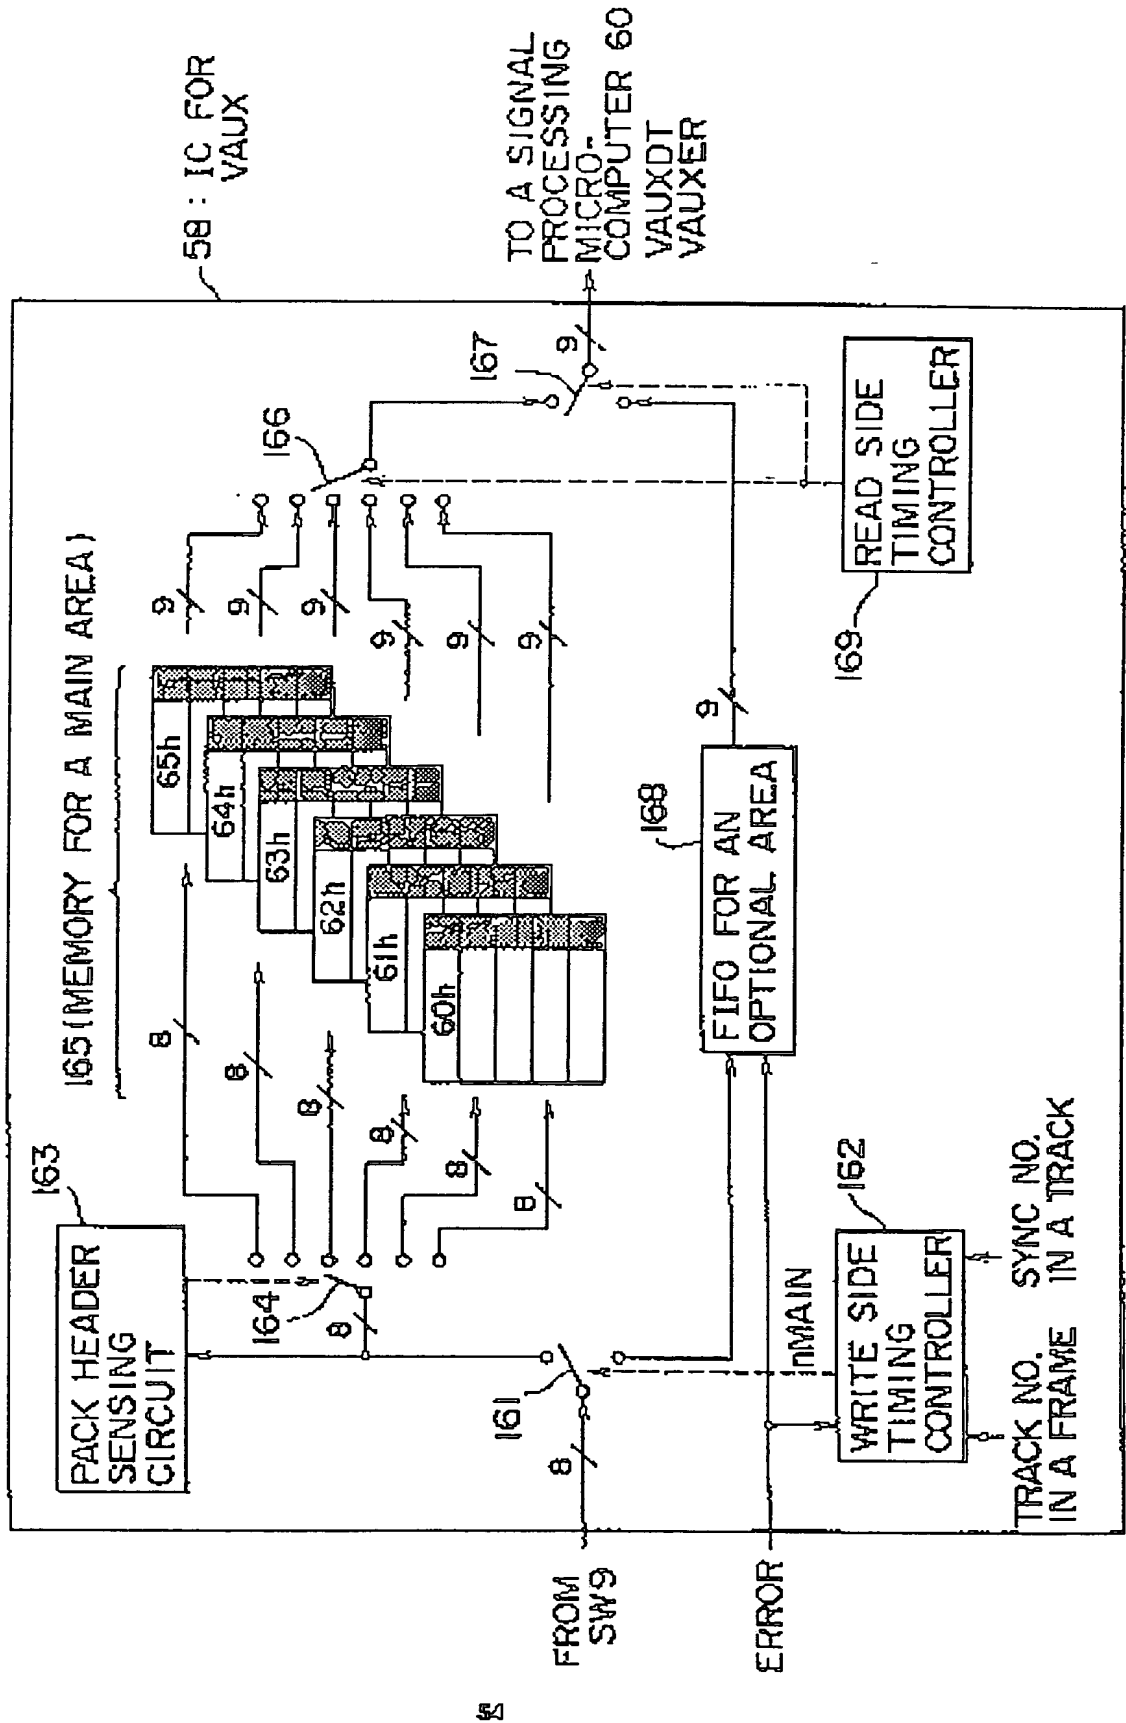 58: IC FOR
VAUX
165(MEMORY FOR A MAIN AREA)
163
PACK HEADER
SENSING
CIRCUIT
164
8
8
8
8
8
8
8
65h
64h
63h
62h
61h
60h
9
9
9
9
9
9
166
167
9
TO A SIGNAL
PROCESSING
MICRO-
COMPUTER 60
VAUXDT
VAUXER
FROM
SW9
8
161
nMAIN
ERROR
168
FIFO FOR AN
OPTIONAL AREA
9
162
WRITE SIDE
TIMING
CONTROLLER
169
READ SIDE
TIMING
CONTROLLER
TRACK NO.
IN A FRAME
SYNC NO.
IN A TRACK
54